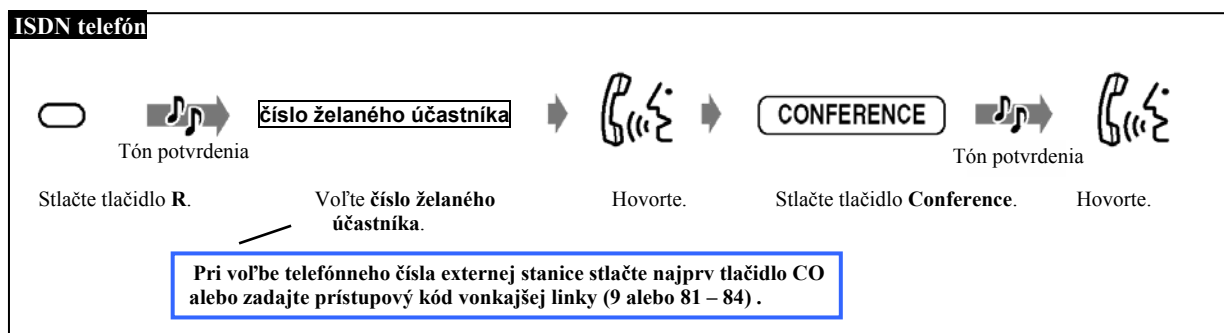 ISDN telefón
číslo želaného účastníka
CONFERENCE
Tón potvrdenia
Tón potvrdenia
Stlačte tlačidlo R.
Voľte číslo želaného
účastníka.
Hovorte.
Stlačte tlačidlo Conference.
Hovorte.
Pri voľbe telefónneho čísla externej stanice stlačte najprv tlačidlo CO
alebo zadajte prístupový kód vonkajšej linky (9 alebo 81 – 84) .